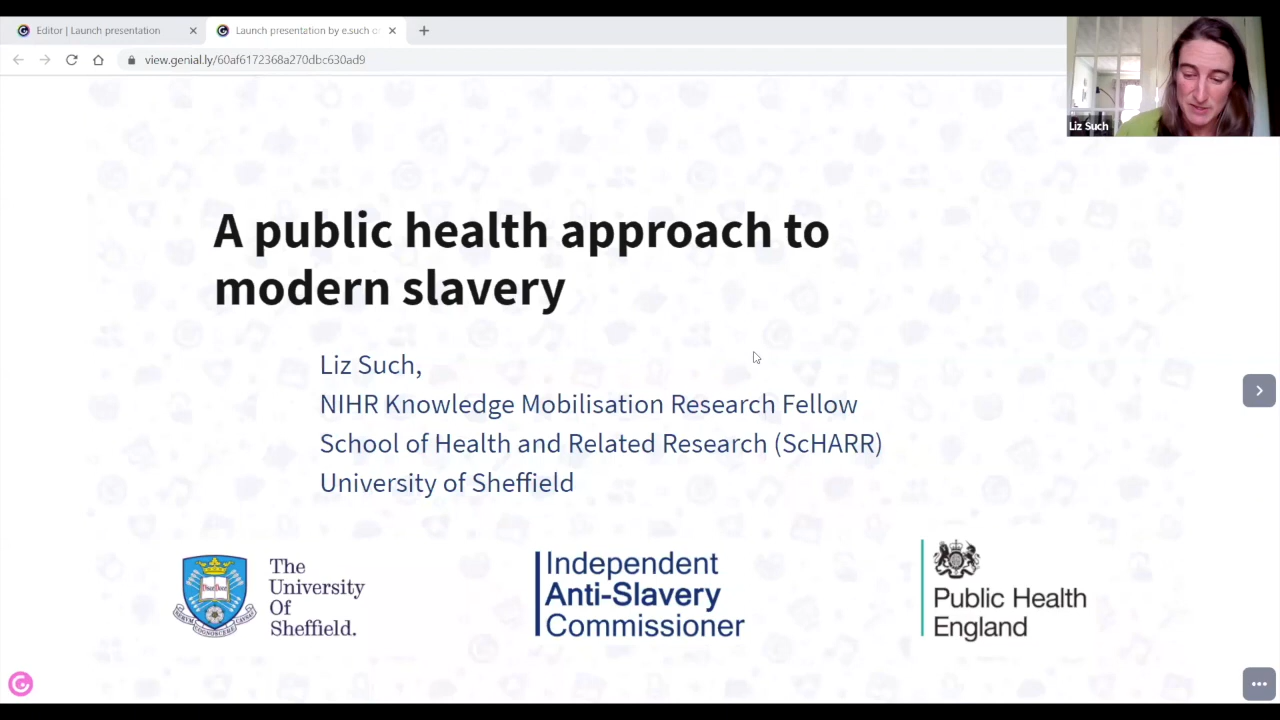 Editor | Launch presentation
Launch presentation by e.such o
view.genial.ly/60af6172368a270dbc630ad9
Liz Such
A public health approach to
modern slavery
Liz Such,
NIHR Knowledge Mobilisation Research Fellow
School of Health and Related Research (ScHARR)
University of Sheffield
The
University
Of
Sheffield.
Independent
Anti-Slavery
Commissioner
Public Health
England